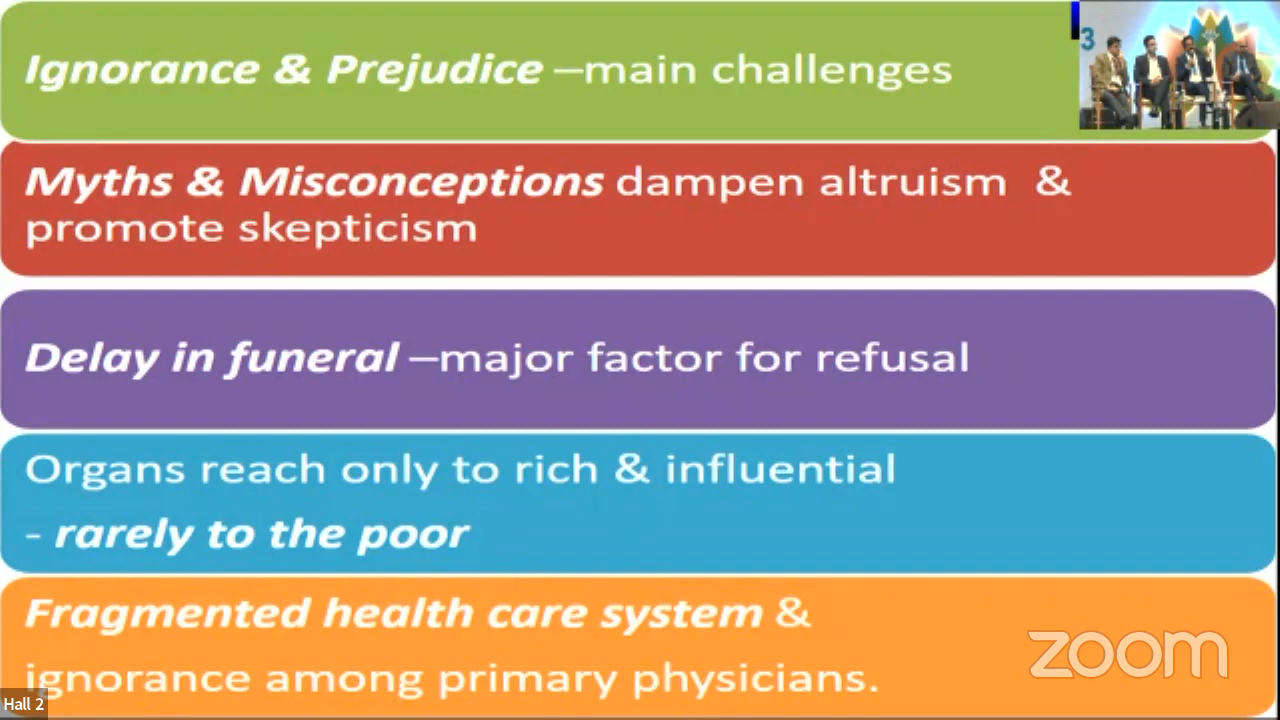 Ignorance & Prejudice –main challenges
3
Myths & Misconceptions dampen altruism &
promote skepticism
Delay in funeral –major factor for refusal
Organs reach only to rich & influential
- rarely to the poor
Fragmented health care system &
ignorance among primary physicians.
zoom
Hall 2